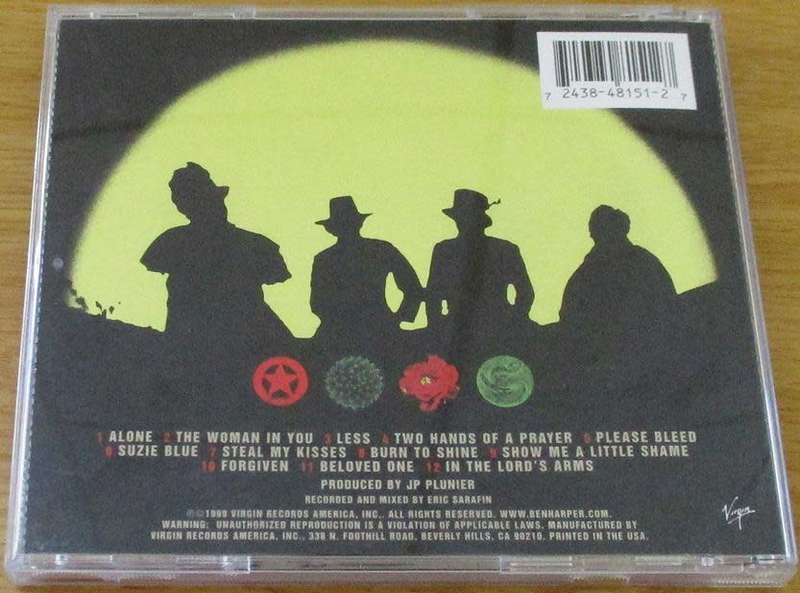 7 24384-81512 7
1 ALONE 2 THE WOMAN IN YOU 3 LESS 4 TWO HANDS OF A PRAYER 5 PLEASE BLEED
6 SUZIE BLUE 7 STEAL MY KISSES 8 BURN TO SHINE 9 SHOW ME A LITTLE SHAME
10 FORGIVEN 11 BELOVED ONE 12 IN THE LORD'S ARMS
PRODUCED BY JP PLUNIER
RECORDED AND MIXED BY ERIC SARAFIN
℗©1999 VIRGIN RECORDS AMERICA, INC.. ALL RIGHTS RESERVED. WWW.BENHARPER.COM.
WARNING: UNAUTHORIZED REPRODUCTION IS A VIOLATION OF APPLICABLE LAWS. MANUFACTURED BY
VIRGIN RECORDS AMERICA, INC., 338 N. FOOTHILL ROAD, BEVERLY HILLS, CA 90210. PRINTED IN THE USA.
Virgin